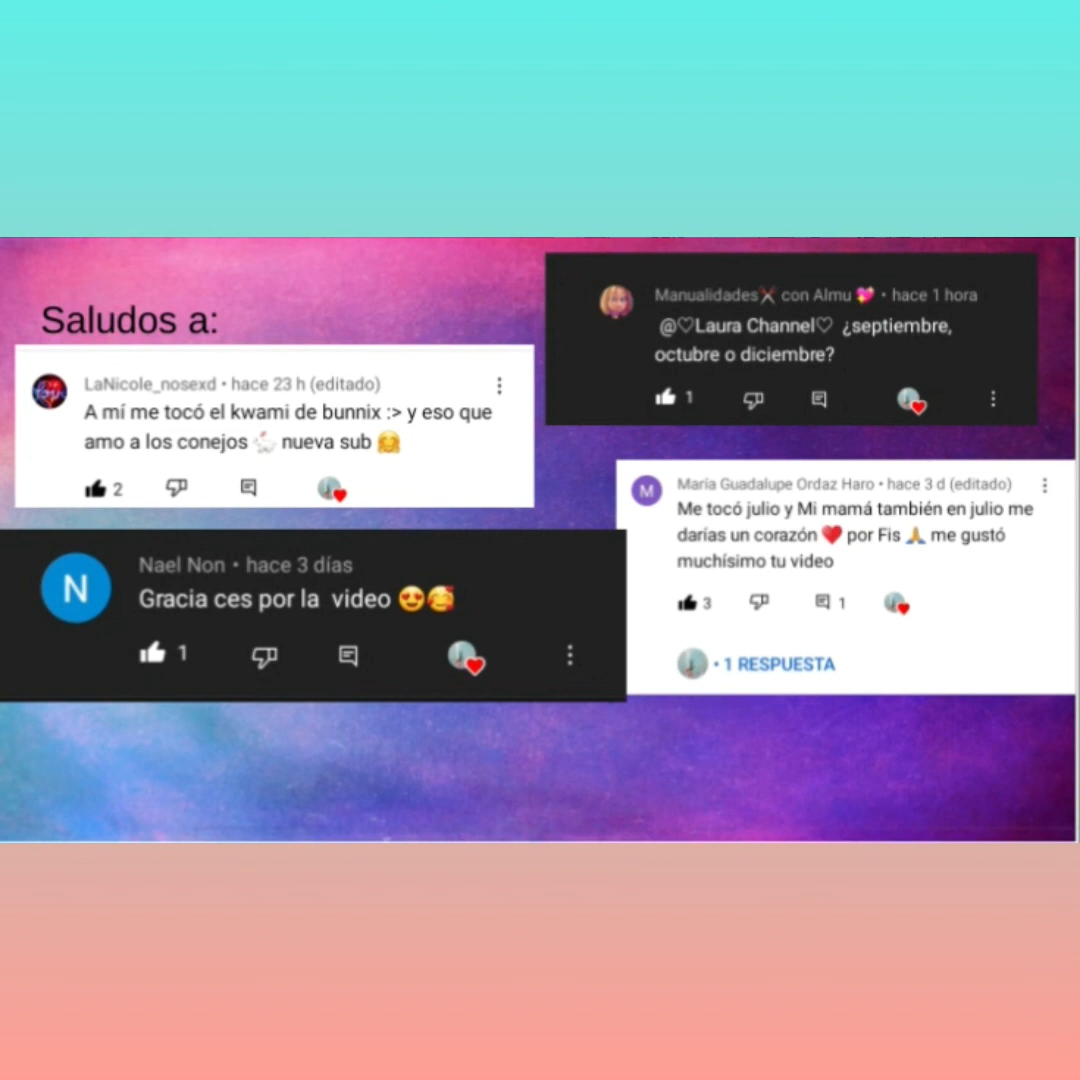 Saludos a:
LaNicole_nosexd • hace 23 h (editado)
A mí me tocó el kwami de bunnix :> y eso que
amo a los conejos 🐇 nueva sub 🤗
2
Nael Non • hace 3 días
Gracia ces por la video 😍🥰
1
Manualidades✂️ con Almu 💖 • hace 1 hora
@♡Laura Channel♡ ¿septiembre,
octubre o diciembre?
1
María Guadalupe Ordaz Haro • hace 3 d (editado)
Me tocó julio y Mi mamá también en julio me
darías un corazón ❤️ por Fis 🙏 me gustó
muchísimo tu video
3 1
• 1 RESPUESTA